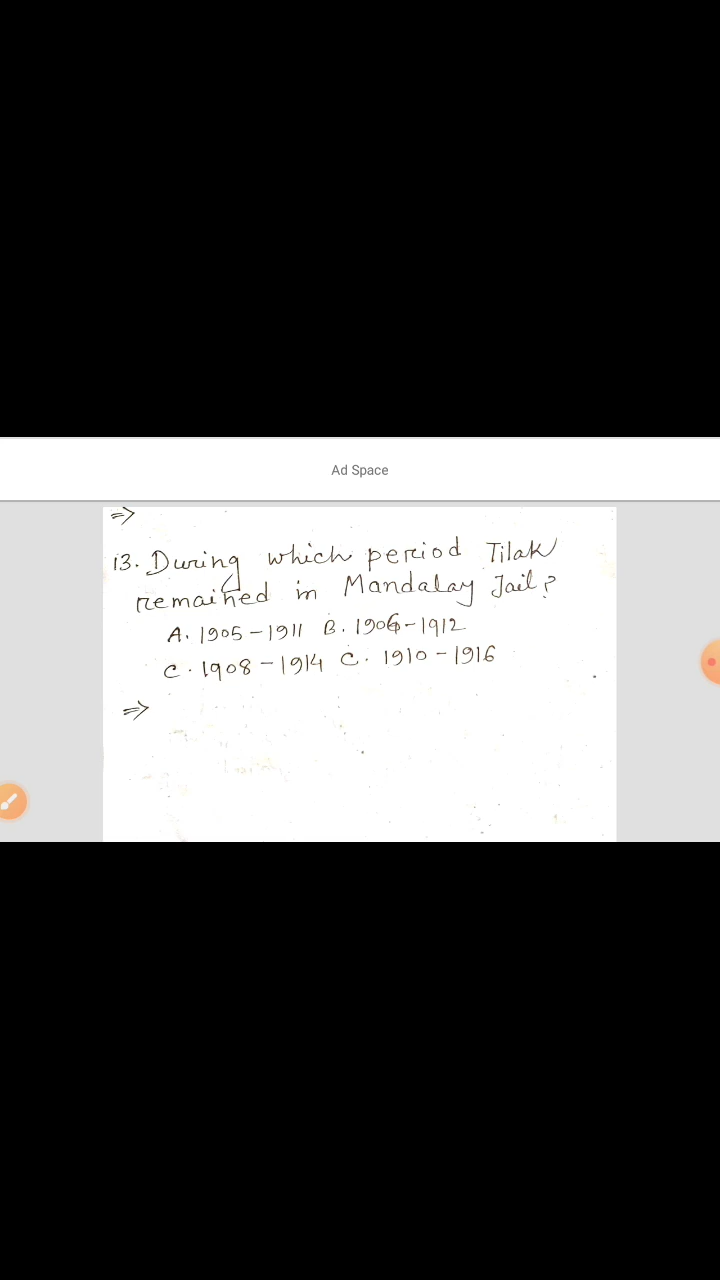 Ad Space
⇒
13. During which period Tilak
remained in Mandalay Jail?
A. 1905-1911 B. 1906-1912
C. 1908-1914 C. 1910-1916
⇒